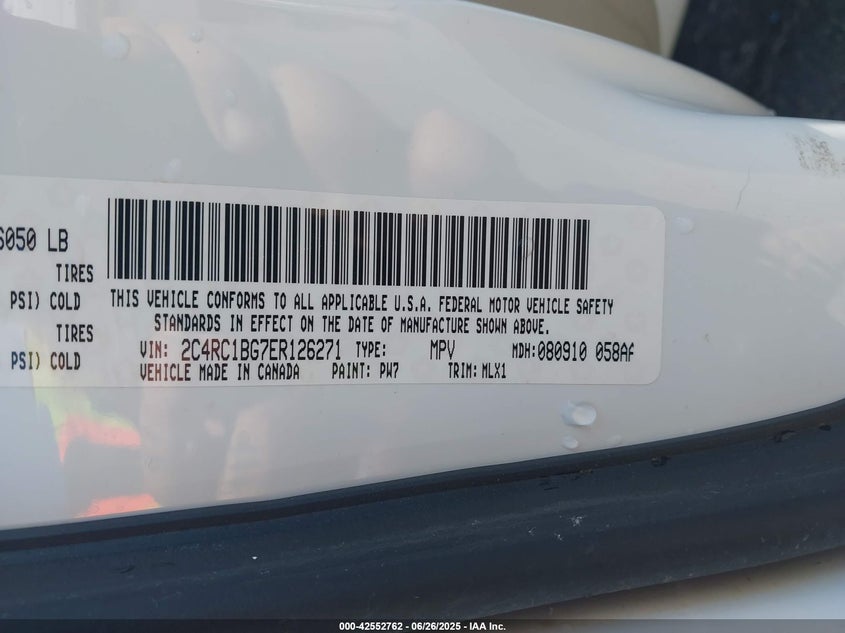 6050 LB
TIRES
PSI) COLD
TIRES
PSI) COLD
THIS VEHICLE CONFORMS TO ALL APPLICABLE U.S.A. FEDERAL MOTOR VEHICLE SAFETY
STANDARDS IN EFFECT ON THE DATE OF MANUFACTURE SHOWN ABOVE.
VIN: 2C4RC1BG7ER126271 TYPE: MPV MDH: 080910 058AA
VEHICLE MADE IN CANADA PAINT: PW7 TRIM: MLX1
000-42552762 | 06/26/2025 | IAA Inc.